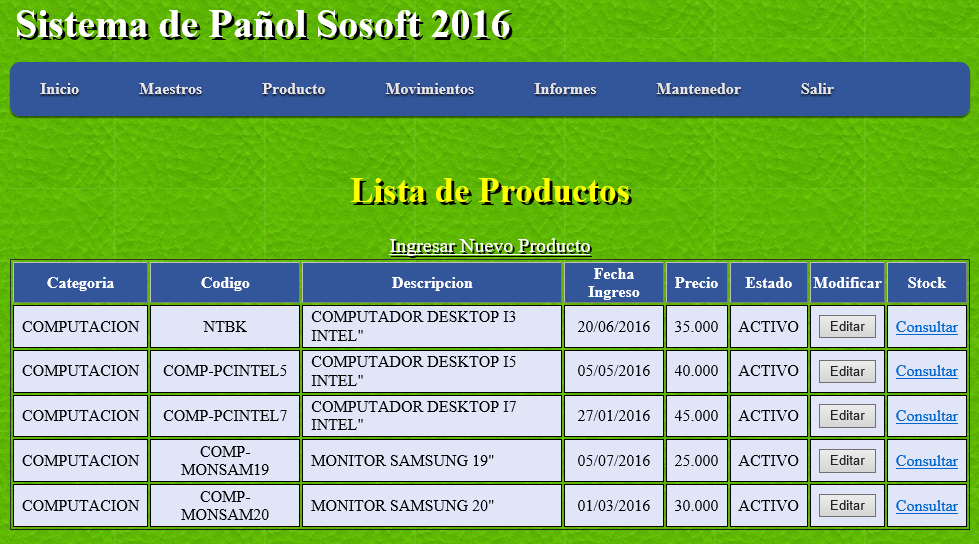 Sistema de Pañol Sosoft 2016
Inicio Maestros Producto Movimientos Informes Mantenedor Salir
Lista de Productos
Ingresar Nuevo Producto
Categoria Codigo Descripcion Fecha Ingreso Precio Estado Modificar Stock
COMPUTACION NTBK COMPUTADOR DESKTOP I3 INTEL" 20/06/2016 35.000 ACTIVO Editar Consultar
COMPUTACION COMP-PCINTEL5 COMPUTADOR DESKTOP I5 INTEL" 05/05/2016 40.000 ACTIVO Editar Consultar
COMPUTACION COMP-PCINTEL7 COMPUTADOR DESKTOP I7 INTEL" 27/01/2016 45.000 ACTIVO Editar Consultar
COMPUTACION COMP-MONSAM19 MONITOR SAMSUNG 19" 05/07/2016 25.000 ACTIVO Editar Consultar
COMPUTACION COMP-MONSAM20 MONITOR SAMSUNG 20" 01/03/2016 30.000 ACTIVO Editar Consultar